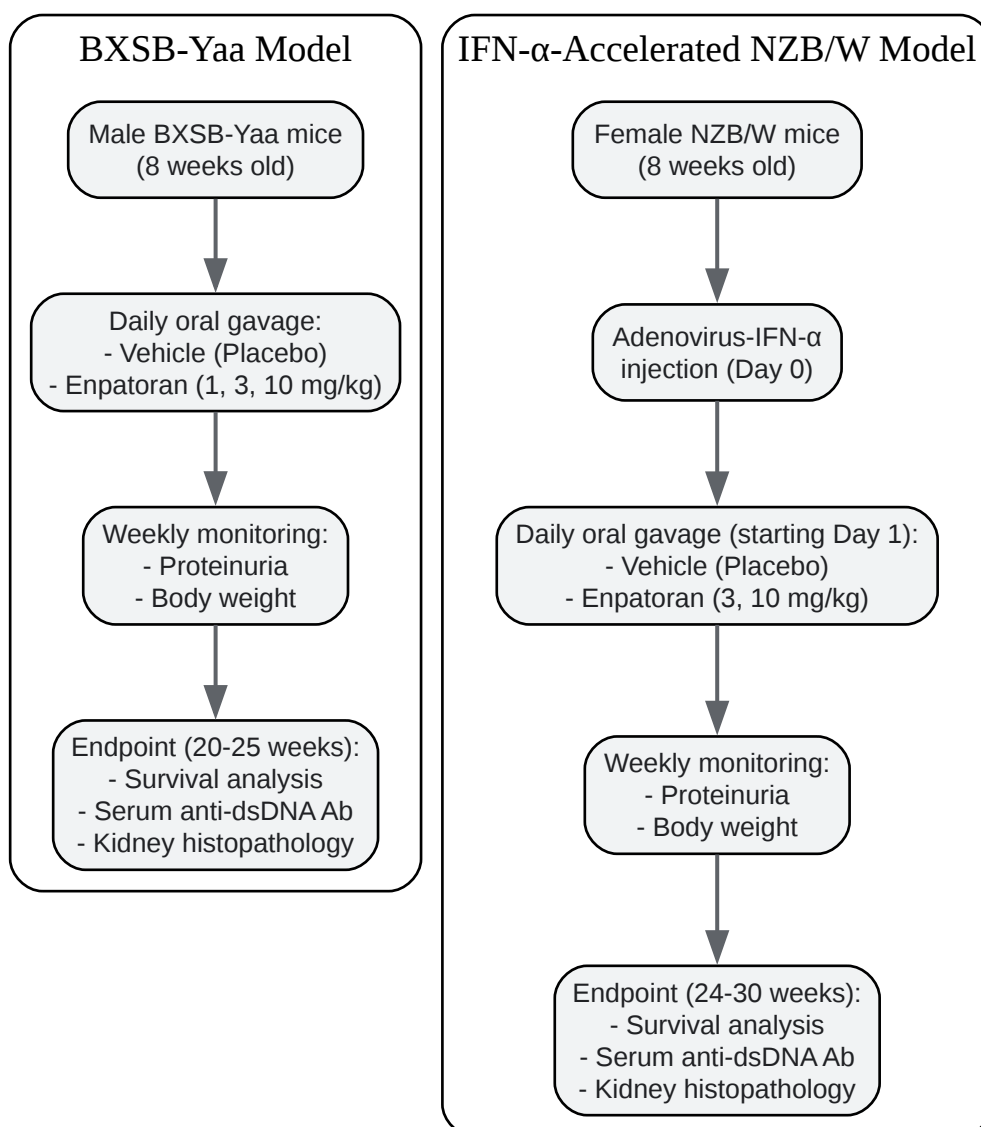 BXSB-Yaa Model
Male BXSB-Yaa mice
(8 weeks old)
Daily oral gavage:
- Vehicle (Placebo)
- Enpatoran (1, 3, 10 mg/kg)
Weekly monitoring:
- Proteinuria
- Body weight
Endpoint (20-25 weeks):
- Survival analysis
- Serum anti-dsDNA Ab
- Kidney histopathology
IFN-α-Accelerated NZB/W Model
Female NZB/W mice
(8 weeks old)
Adenovirus-IFN-α
injection (Day 0)
Daily oral gavage (starting Day 1):
- Vehicle (Placebo)
- Enpatoran (3, 10 mg/kg)
Weekly monitoring:
- Proteinuria
- Body weight
Endpoint (24-30 weeks):
- Survival analysis
- Serum anti-dsDNA Ab
- Kidney histopathology